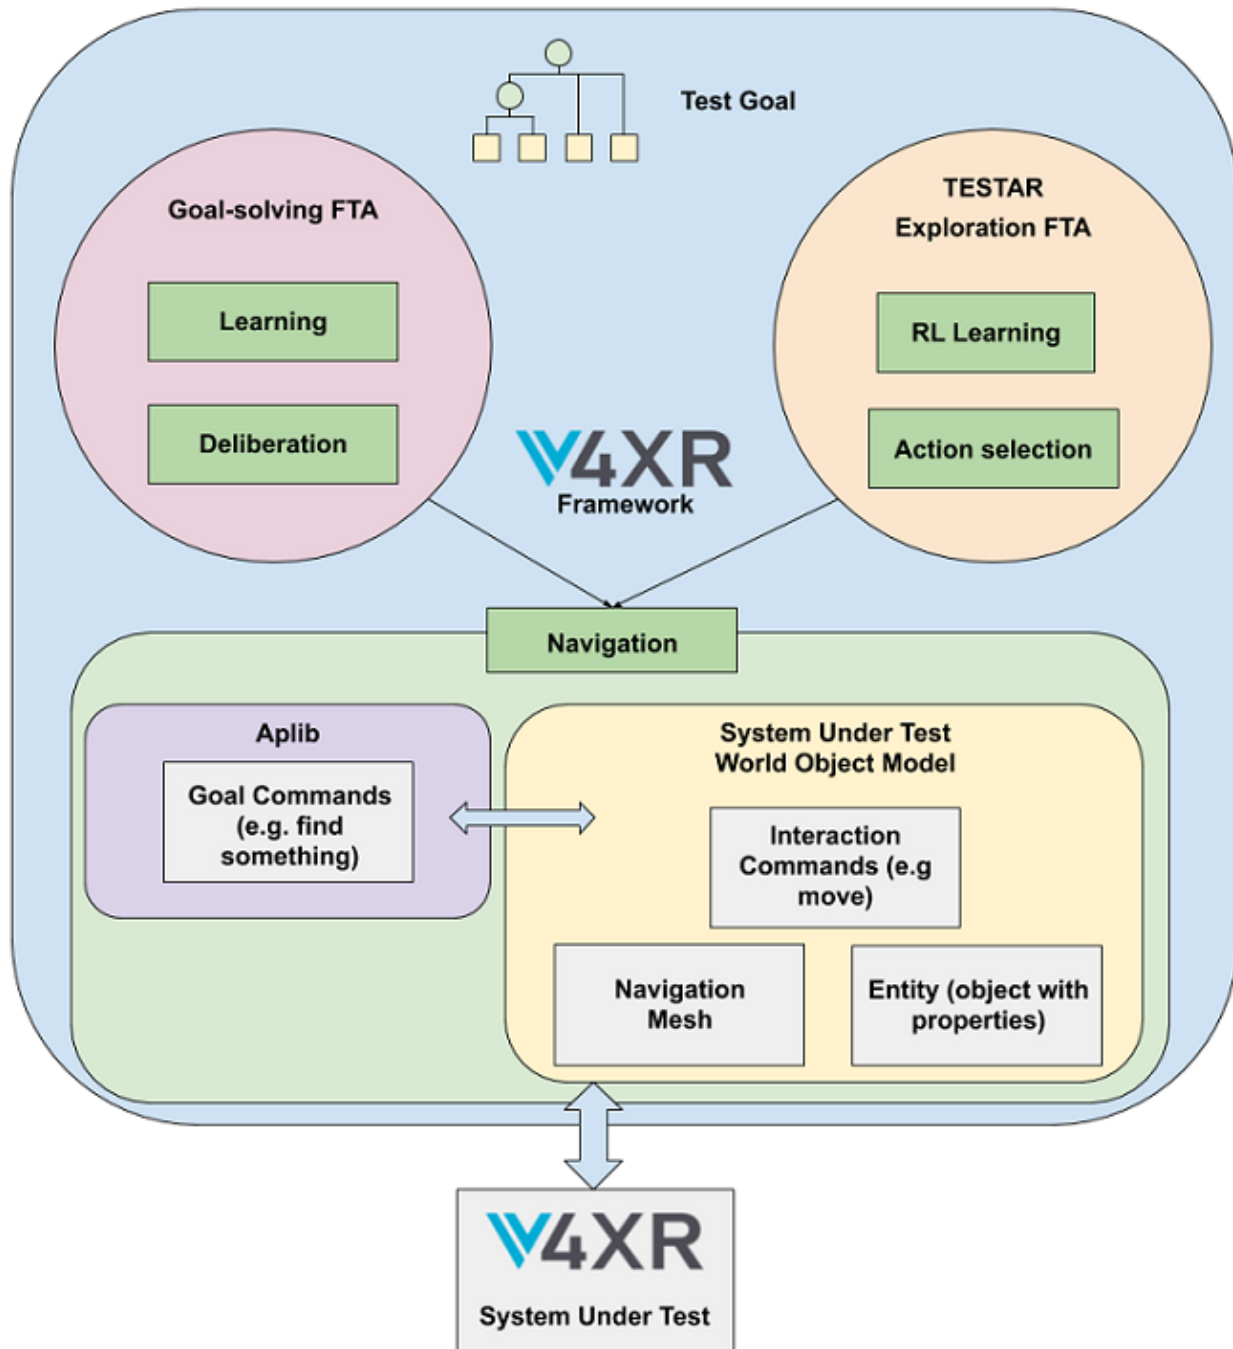 Test Goal
Goal-solving FTA
Learning
Deliberation
TESTAR
Exploration FTA
RL Learning
Action selection
V4XR
Framework
Navigation
Aplib
Goal Commands
(e.g. find
something)
System Under Test
World Object Model
Interaction
Commands (e.g
move)
Navigation
Mesh
Entity (object with
properties)
V4XR
System Under Test